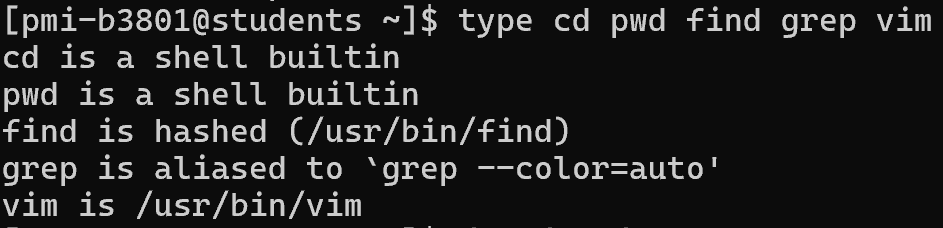 [pmi-b3801@students ~]$ type cd pwd find grep vim
cd is a shell builtin
pwd is a shell builtin
find is hashed (/usr/bin/find)
grep is aliased to `grep --color=auto'
vim is /usr/bin/vim